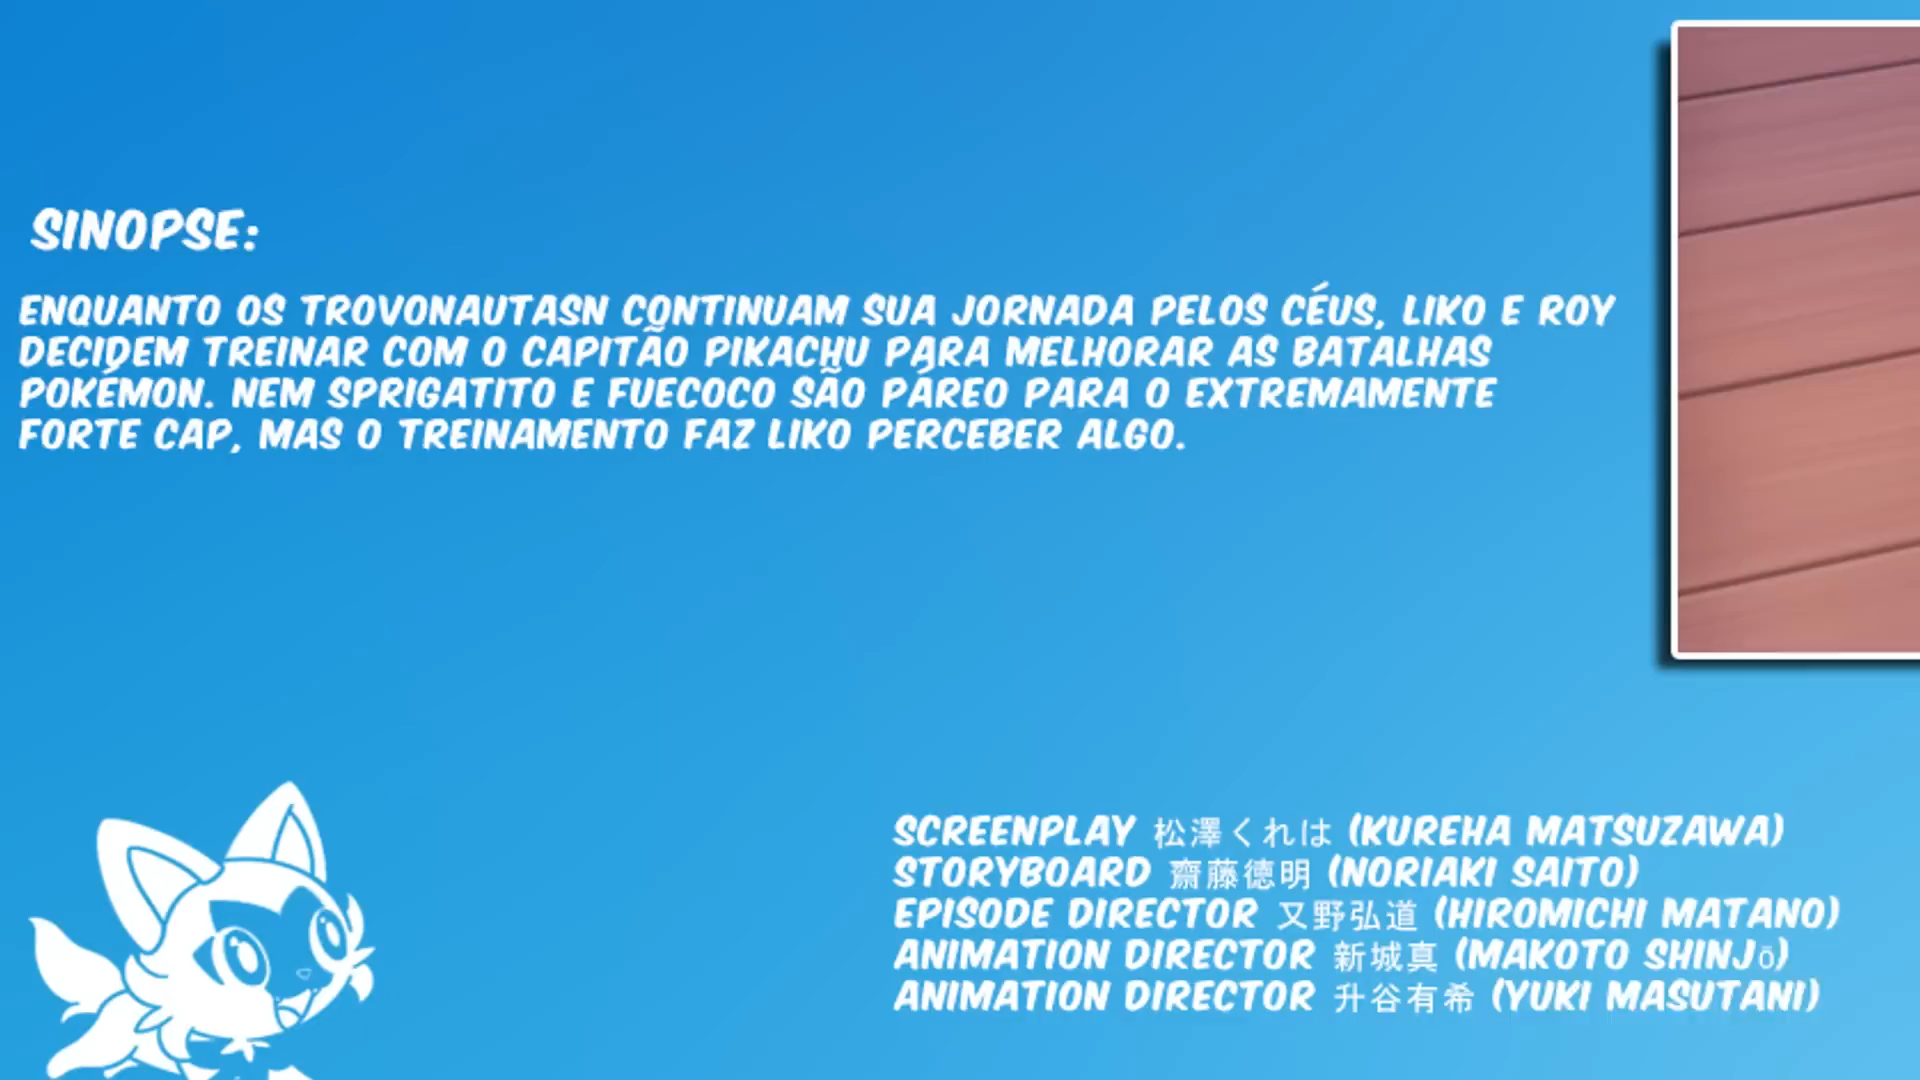 SINOPSE:
ENQUANTO OS TROVONAUTASN CONTINUAM SUA JORNADA PELOS CÉUS, LIKO E ROY
DECIDEM TREINAR COM O CAPITÃO PIKACHU PARA MELHORAR AS BATALHAS
POKÉMON. NEM SPRIGATITO E FUECOCO SÃO PÁREO PARA O EXTREMAMENTE
FORTE CAP, MAS O TREINAMENTO FAZ LIKO PERCEBER ALGO.
SCREENPLAY 松澤くれは (KUREHA MATSUZAWA)
STORYBOARD 齋藤徳明 (NORIAKI SAITO)
EPISODE DIRECTOR 又野弘道 (HIROMICHI MATANO)
ANIMATION DIRECTOR 新城真 (MAKOTO SHINJō)
ANIMATION DIRECTOR 升谷有希 (YUKI MASUTANI)